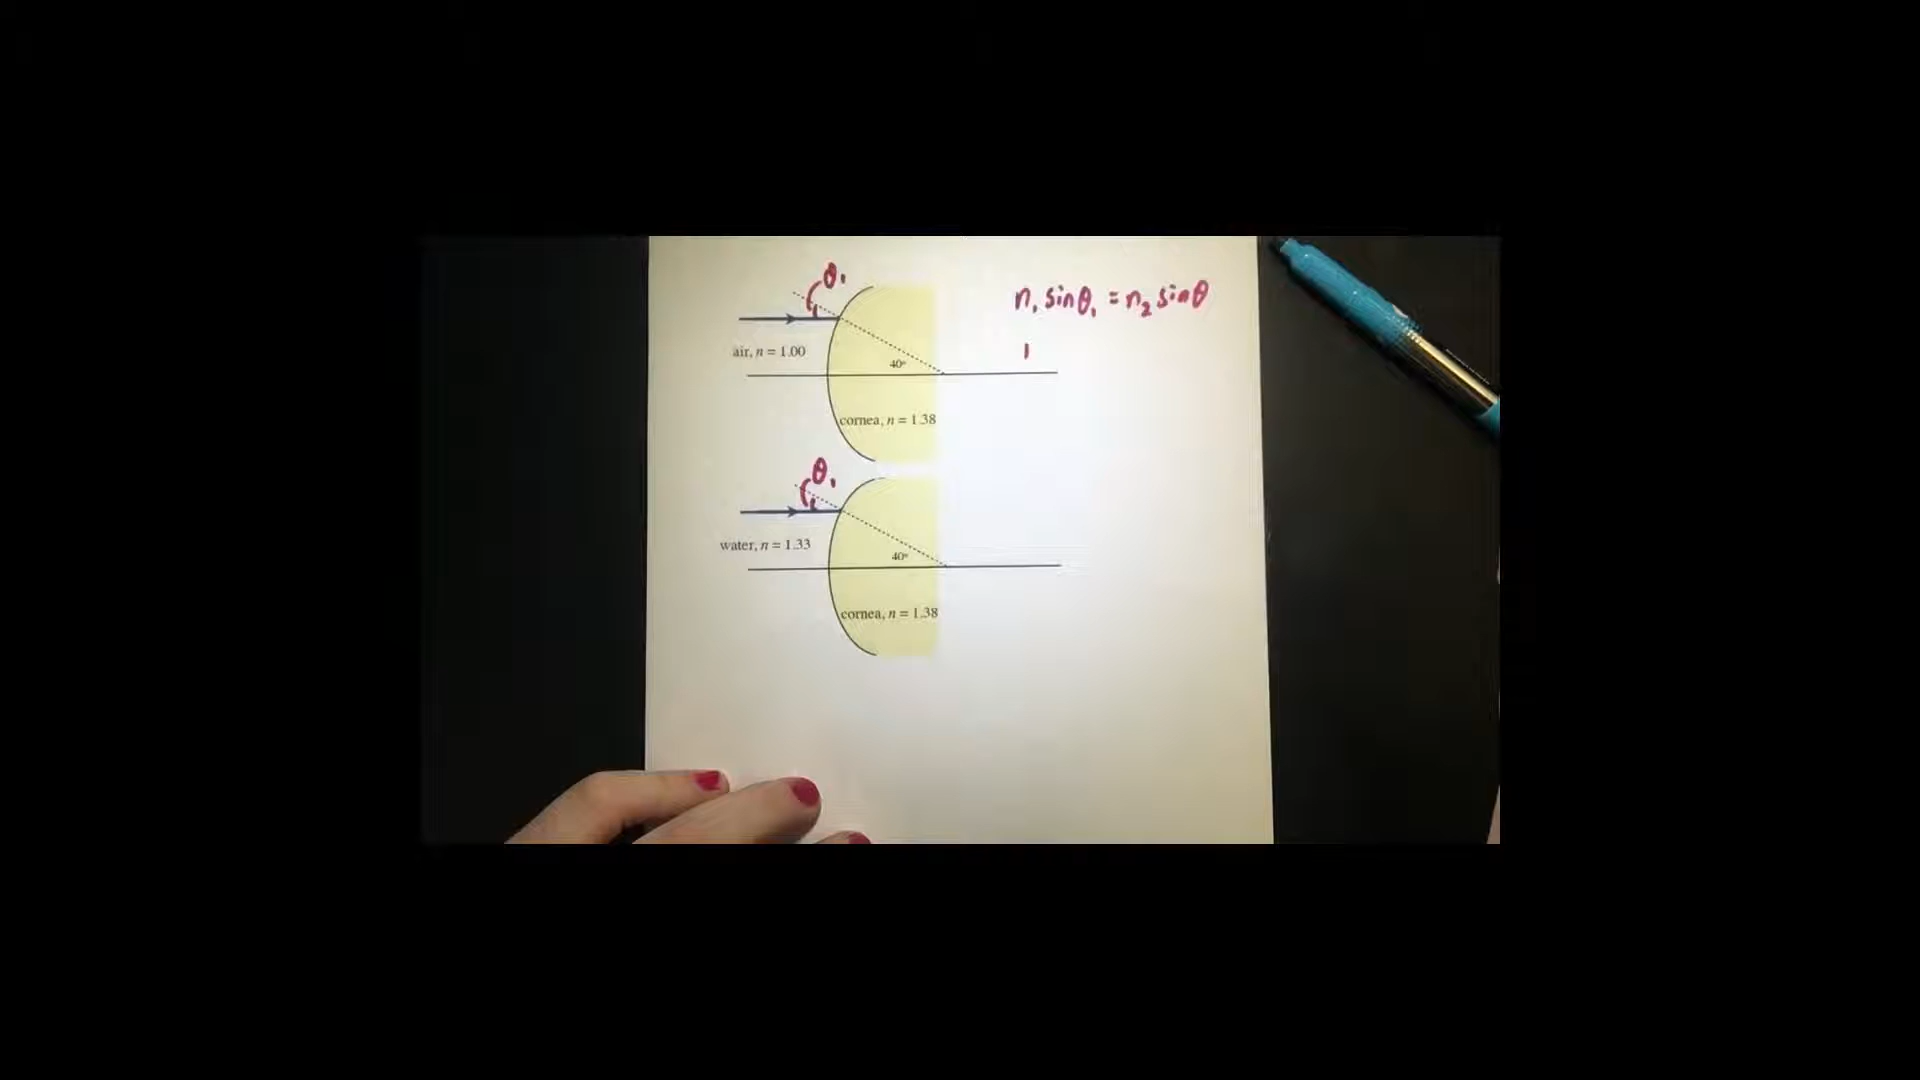 θ₁
n₁ sinθ₁ = n₂ sinθ
air, n = 1.00
1
40°
cornea, n = 1.38
θ₁
water, n = 1.33
40°
cornea, n = 1.38